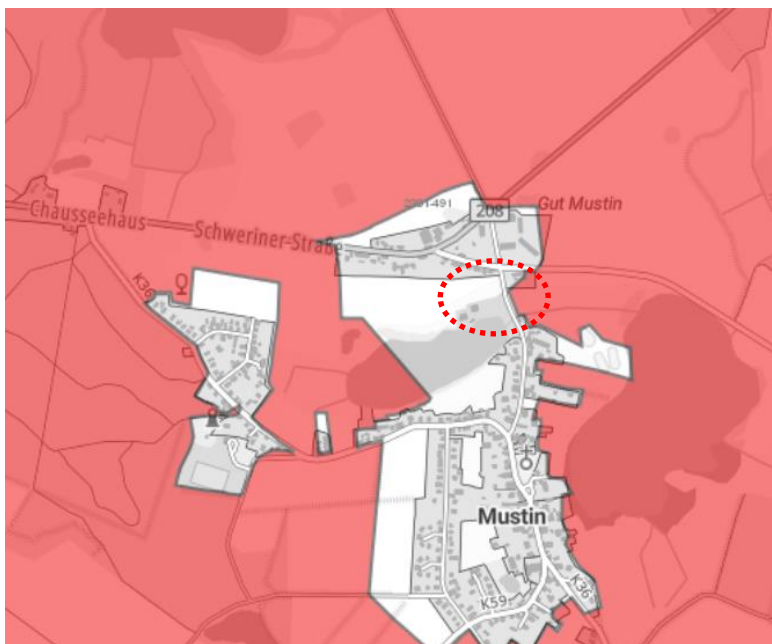 Chausseehaus
Schweriner-Straße
208
Gut Mustin
K36
Mustin
K59
K36